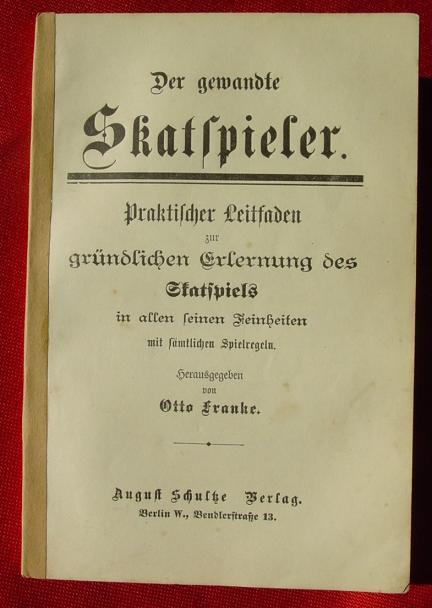 Der gewandte
Skatſpieler.
Praktiſcher Leitfaden
zur
gründlichen Erlernung des
Skatſpiels
in allen ſeinen Feinheiten
mit ſämtlichen Spielregeln.
Herausgegeben
von
Otto Franke.
Auguſt Schultze Verlag.
Berlin W., Bendlerſtraße 13.